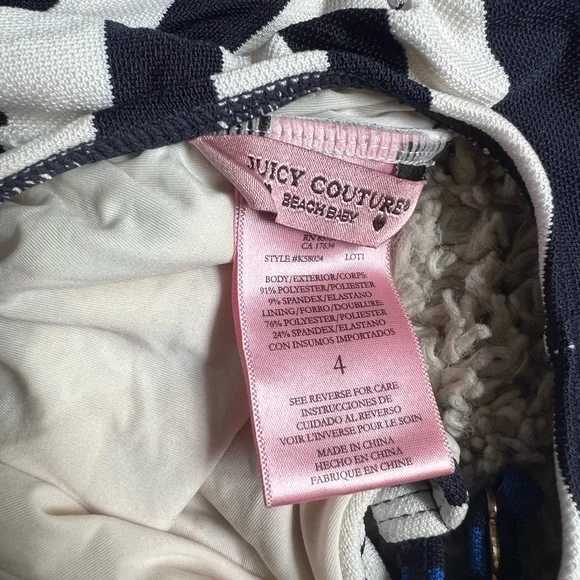 JUICY COUTURE®
BEACH BABY
RN
CA 17634
STYLE #K58024 LOT1
BODY/EXTERIOR/CORPS:
91% POLYESTER/POLIESTER
9% SPANDEX/ELASTANO
LINING/FORRO/DOUBLURE:
76% POLYESTER/POLIESTER
24% SPANDEX/ELASTANO
CON INSUMOS IMPORTADOS
4
SEE REVERSE FOR CARE
INSTRUCCIONES DE
CUIDADO AL REVERSO
VOIR L'INVERSE POUR LE SOIN
MADE IN CHINA
HECHO EN CHINA
FABRIQUE EN CHINE